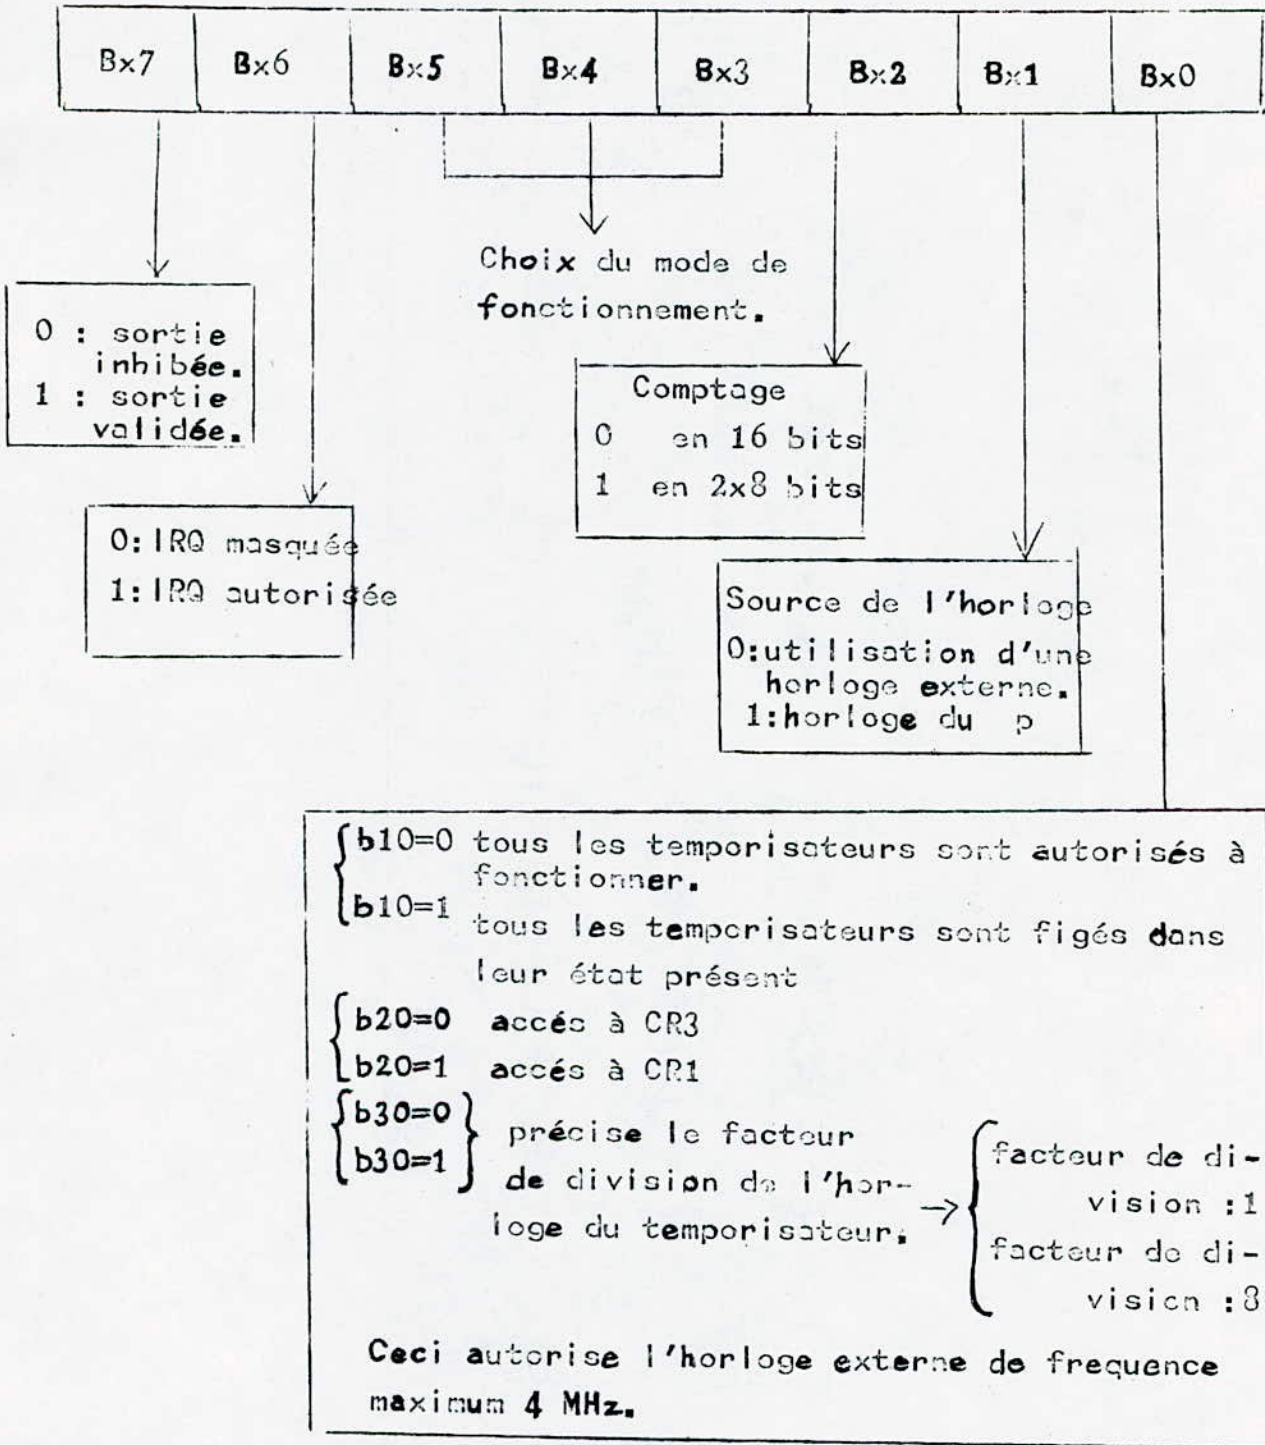 Bx7 Bx6 Bx5 Bx4 Bx3 Bx2 Bx1 Bx0
Choix du mode de
fonctionnement.
0 : sortie
inhibée.
1 : sortie
validée.
Comptage
0 en 16 bits
1 en 2x8 bits
0:IRQ masquée
1:IRQ autorisée
Source de l'horloge
0:utilisation d'une
horloge externe.
1:horloge du p
b10=0 tous les temporisateurs sont autorisés à
fonctionner.
b10=1
tous les temporisateurs sont figés dans
leur état présent
b20=0 accés à CR3
b20=1 accés à CR1
b30=0
b30=1
précise le facteur
de division de l'hor-
loge du temporisateur.
→
facteur de di-
vision :1
facteur de di-
vision :8
Ceci autorise l'horloge externe de frequence
maximum 4 MHz.